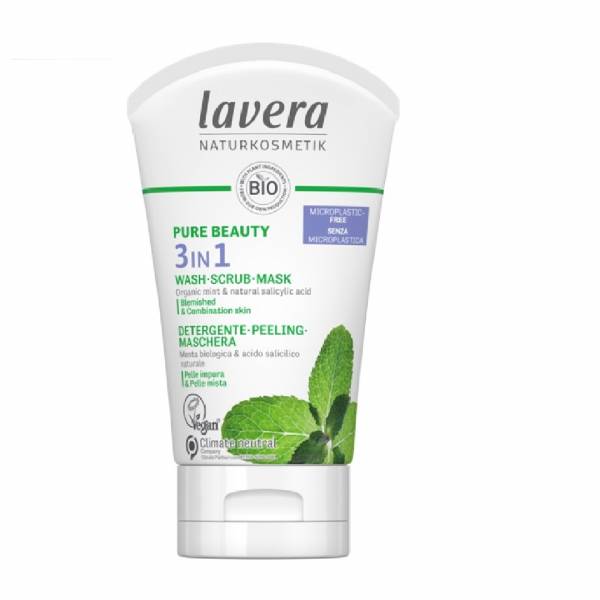 lavera
NATURKOSMETIK
BIO
PURE BEAUTY
3 IN 1
WASH·SCRUB·MASK
Organic mint & natural salicylic acid
Blemished
& Combination skin
MICROPLASTIC-
FREE
SENZA
MICROPLASTICA
DETERGENTE·PEELING·
MASCHERA
Menta biologica & acido salicilico
naturale
Pelle impura
& Pelle mista
Vegan
Climate neutral
Company